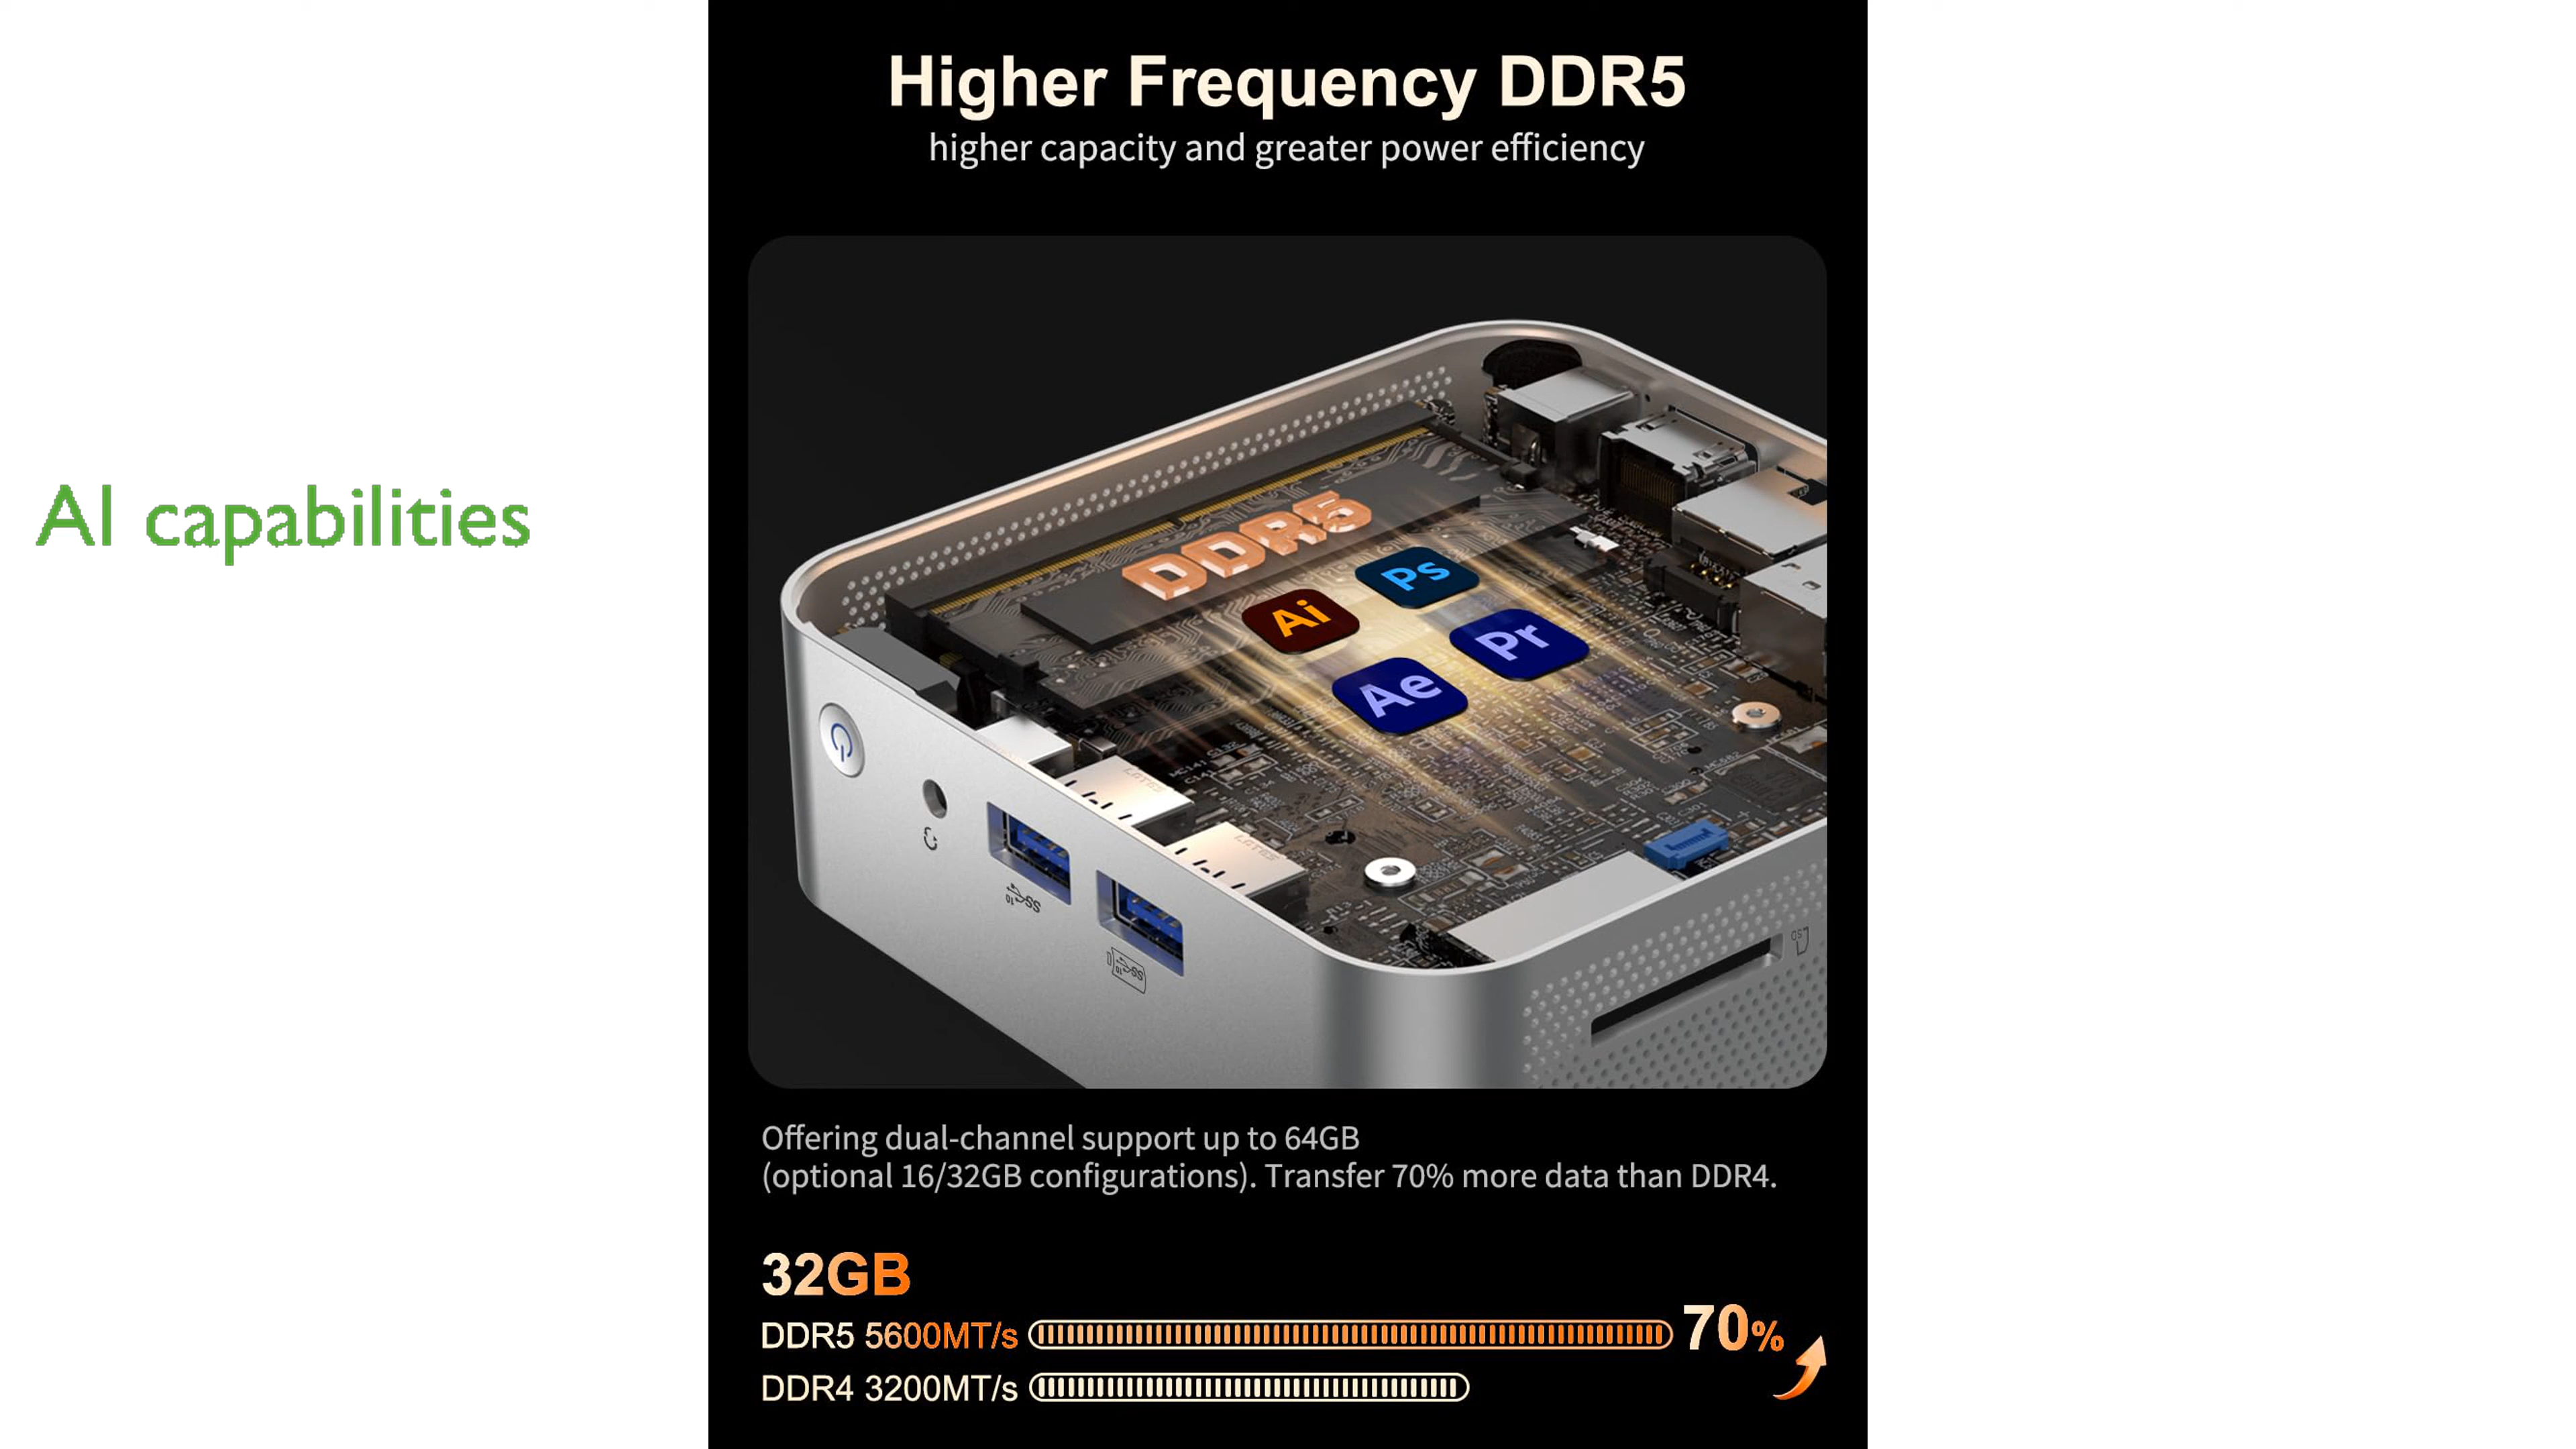 Higher Frequency DDR5
higher capacity and greater power efficiency
AI capabilities
DDR5
Ps
Ai
Pr
Ae
Offering dual-channel support up to 64GB
(optional 16/32GB configurations). Transfer 70% more data than DDR4.
32GB
DDR5 5600MT/s 70%
DDR4 3200MT/s